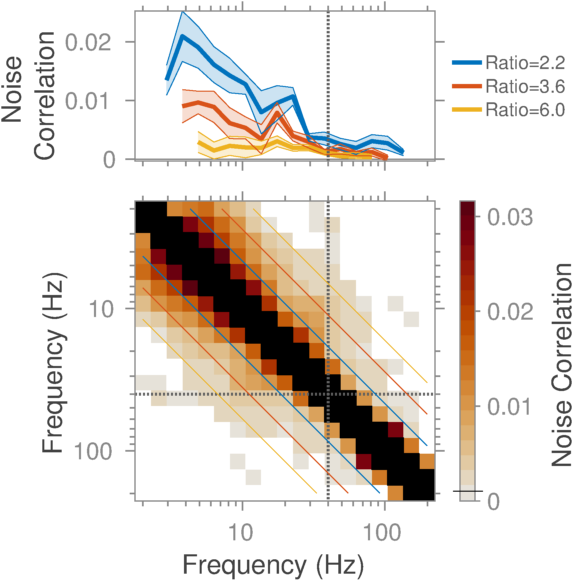 Noise
Correlation
0.02
0.01
0
Ratio=2.2
Ratio=3.6
Ratio=6.0
Frequency (Hz)
10
100
10
100
Frequency (Hz)
0.03
0.02
0.01
0
Noise Correlation